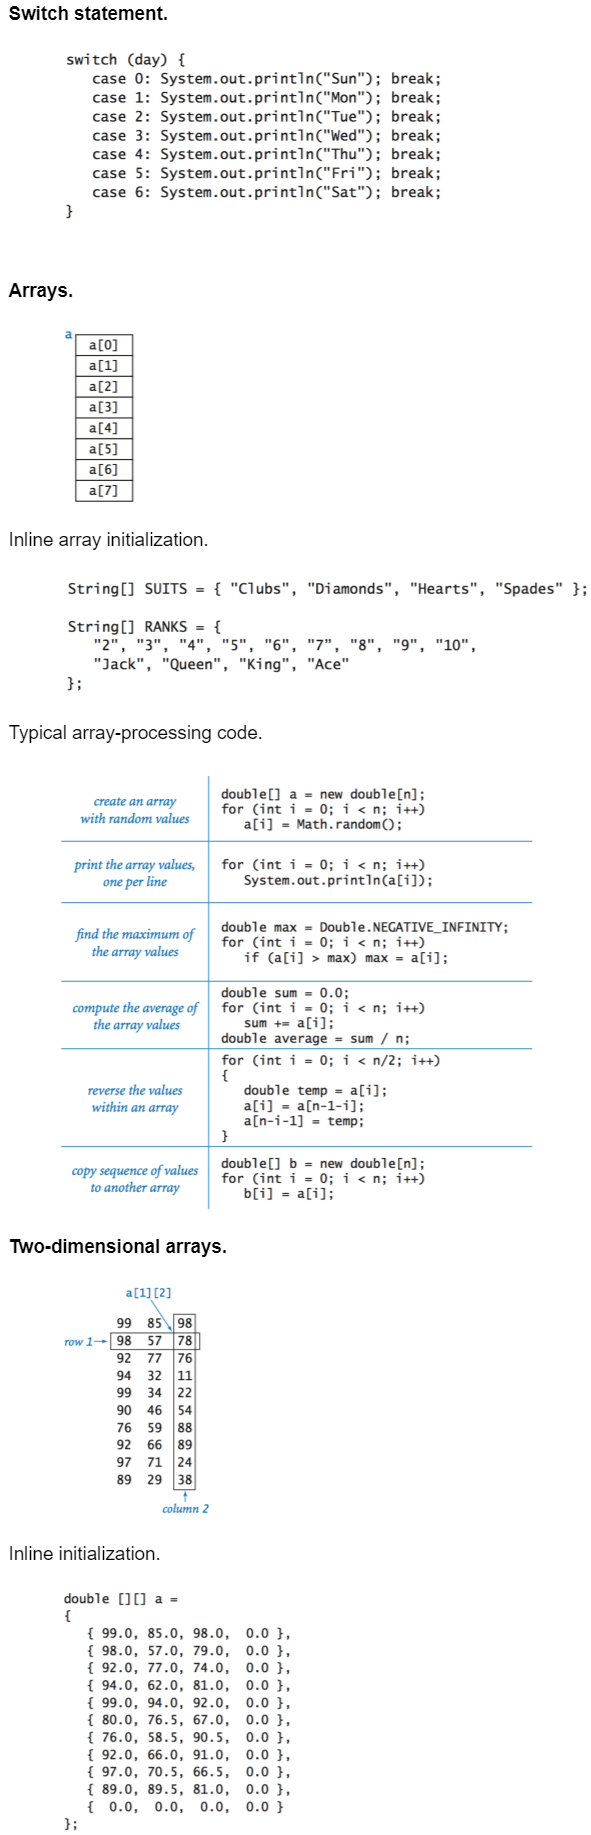 Switch statement.
switch (day) {
   case 0: System.out.println("Sun"); break;
   case 1: System.out.println("Mon"); break;
   case 2: System.out.println("Tue"); break;
   case 3: System.out.println("Wed"); break;
   case 4: System.out.println("Thu"); break;
   case 5: System.out.println("Fri"); break;
   case 6: System.out.println("Sat"); break;
}
Arrays.
a
a[0]
a[1]
a[2]
a[3]
a[4]
a[5]
a[6]
a[7]
Inline array initialization.
String[] SUITS = { "Clubs", "Diamonds", "Hearts", "Spades" };
String[] RANKS = {
   "2", "3", "4", "5", "6", "7", "8", "9", "10",
   "Jack", "Queen", "King", "Ace"
};
Typical array-processing code.
create an array
with random values
double[] a = new double[n];
for (int i = 0; i < n; i++)
   a[i] = Math.random();
print the array values,
one per line
for (int i = 0; i < n; i++)
   System.out.println(a[i]);
find the maximum of
the array values
double max = Double.NEGATIVE_INFINITY;
for (int i = 0; i < n; i++)
   if (a[i] > max) max = a[i];
compute the average of
the array values
double sum = 0.0;
for (int i = 0; i < n; i++)
   sum += a[i];
double average = sum / n;
reverse the values
within an array
for (int i = 0; i < n/2; i++)
{
   double temp = a[i];
   a[i] = a[n-1-i];
   a[n-i-1] = temp;
}
copy sequence of values
to another array
double[] b = new double[n];
for (int i = 0; i < n; i++)
   b[i] = a[i];
Two-dimensional arrays.
a[1][2]
99 85 98
row 1 98 57 78
92 77 76
94 32 11
99 34 22
90 46 54
76 59 88
92 66 89
97 71 24
89 29 38
column 2
Inline initialization.
double [][] a =
{
   { 99.0, 85.0, 98.0, 0.0 },
   { 98.0, 57.0, 79.0, 0.0 },
   { 92.0, 77.0, 74.0, 0.0 },
   { 94.0, 62.0, 81.0, 0.0 },
   { 99.0, 94.0, 92.0, 0.0 },
   { 80.0, 76.5, 67.0, 0.0 },
   { 76.0, 58.5, 90.5, 0.0 },
   { 92.0, 66.0, 91.0, 0.0 },
   { 97.0, 70.5, 66.5, 0.0 },
   { 89.0, 89.5, 81.0, 0.0 },
   { 0.0, 0.0, 0.0, 0.0 }
};